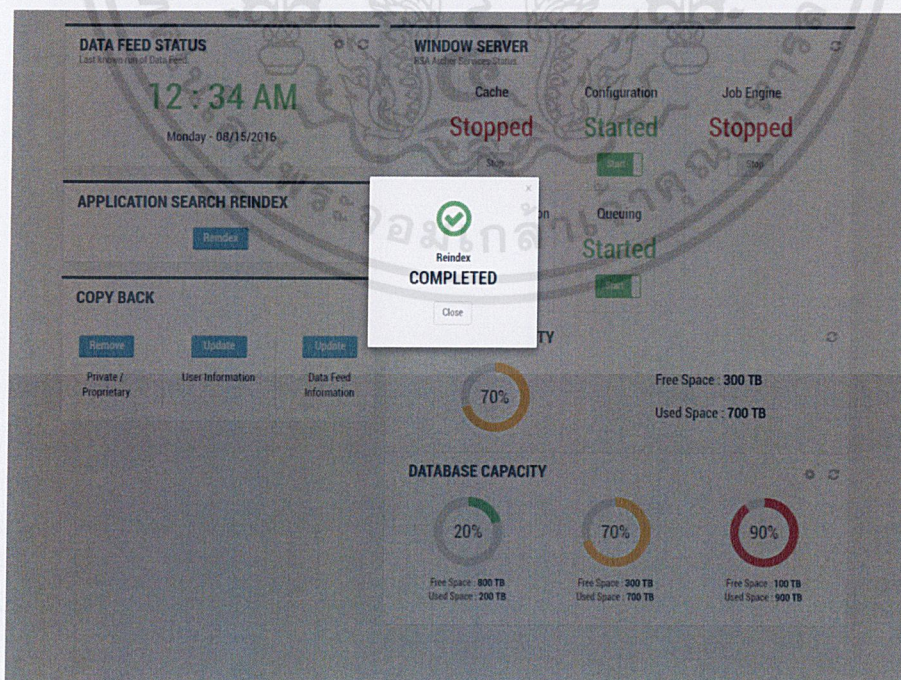 DATA FEED STATUS
Last known run of Data Feed.
12 : 34 AM
Monday - 08/15/2016
APPLICATION SEARCH REINDEX
Reindex
COPY BACK
Remove
Update
Update
Private /
Proprietary
User Information
Data Feed
Information
WINDOW SERVER
RSA Archer Services Status.
Cache
Configuration
Job Engine
Stopped
Started
Stopped
Stop
Start
Stop
on
Queuing
Started
Start
Reindex
COMPLETED
Close
TY
70%
Free Space : 300 TB
Used Space : 700 TB
DATABASE CAPACITY
20%
70%
90%
Free Space : 800 TB
Used Space : 200 TB
Free Space : 300 TB
Used Space : 700 TB
Free Space : 100 TB
Used Space : 900 TB